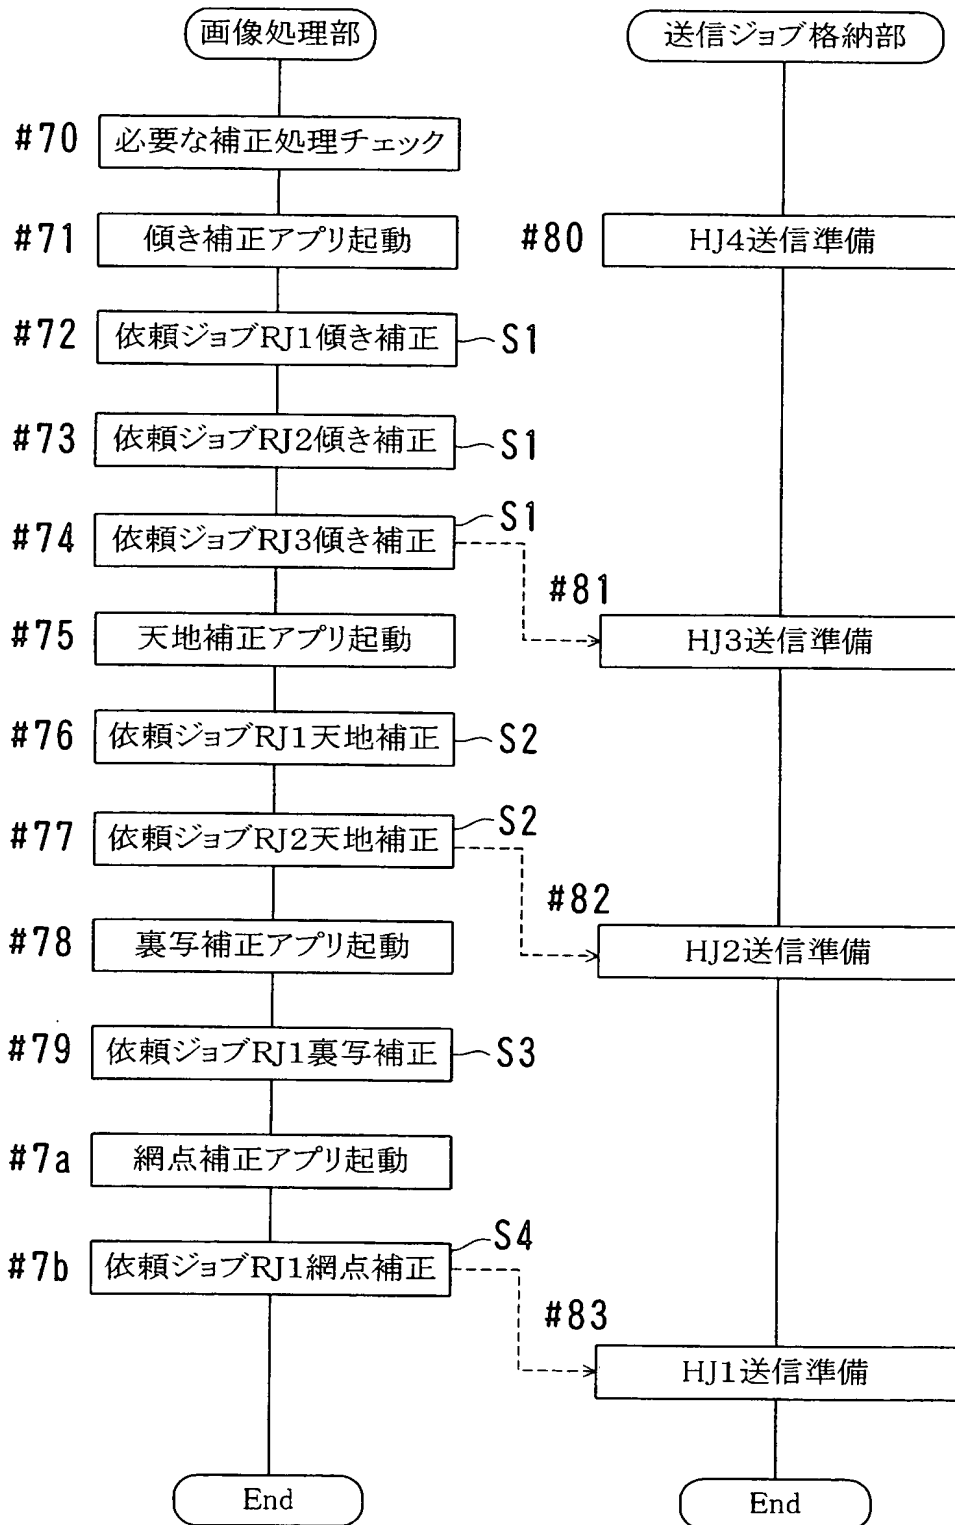 画像処理部
送信ジョブ格納部
#70 必要な補正処理チェック
#71 傾き補正アプリ起動
#80 HJ4送信準備
#72 依頼ジョブRJ1傾き補正 S1
#73 依頼ジョブRJ2傾き補正 S1
#74 依頼ジョブRJ3傾き補正 S1
#81
#75 天地補正アプリ起動
HJ3送信準備
#76 依頼ジョブRJ1天地補正 S2
#77 依頼ジョブRJ2天地補正 S2
#82
#78 裏写補正アプリ起動
HJ2送信準備
#79 依頼ジョブRJ1裏写補正 S3
#7a 網点補正アプリ起動
#7b 依頼ジョブRJ1網点補正 S4
#83
HJ1送信準備
End
End